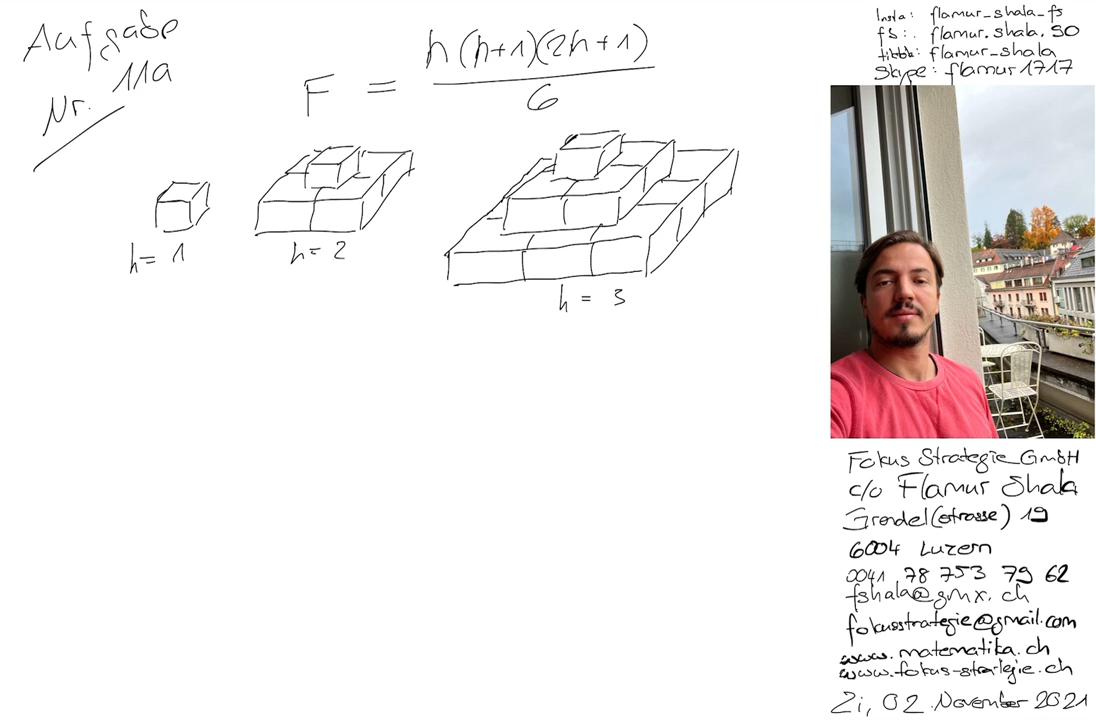 Aufgabe
Nr. 11a
F = h(h+1)(2h+1) / 6
h = 1
h = 2
h = 3
Insta: flamur_shala_fs
fb: flamur.shala.50
tiktok: flamur_shala
Skype: flamur1717
Fokus Strategie GmbH
c/o Flamur Shala
Grendel(strasse) 19
6004 Luzern
0041 78 753 79 62
fshala@gmx.ch
fokusstrategie@gmail.com
www.matematika.ch
www.fokus-strategie.ch
Zi, 02. November 2021